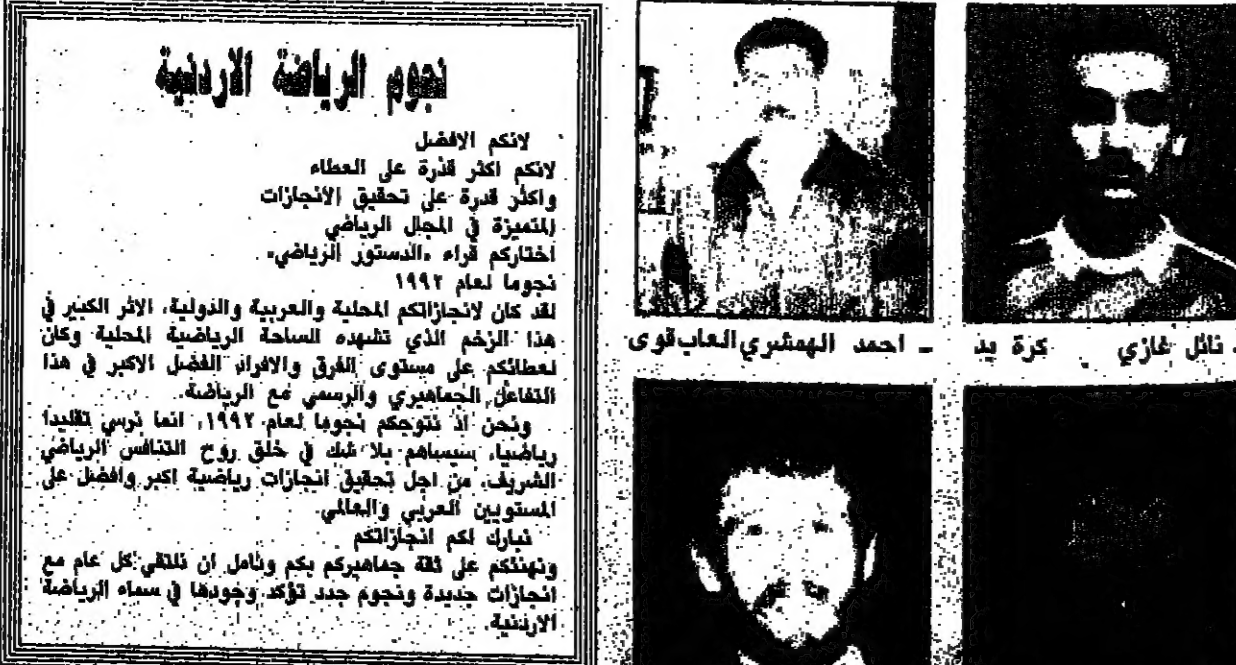 نجوم الرياضة الاردنية
لانكم الافضل
لانكم اكثر قدرة على العطاء
واكثر قدرة على تحقيق الانجازات
المتميزة في المجال الرياضي
اختاركم قراء «الدستور الرياضي»
نجوما لعام ١٩٩٢
لقد كان لانجازاتكم المحلية والعربية والدولية، الاثر الكبير في
هذا الزخم الذي تشهده الساحة الرياضية المحلية وكان
لعطائكم على مستوى الفرق والافراد الفضل الاكبر في هذا
التفاعل الجماهيري والرسمي مع الرياضة.
ونحن اذ نتوجكم نجوما لعام ١٩٩٢، انما نرسي تقليدا
رياضيا، سيساهم بلا شك في خلق روح التنافس الرياضي
الشريف، من اجل تحقيق انجازات رياضية اكبر وافضل على
المستويين العربي والعالمي.
نبارك لكم انجازاتكم
ونهنئكم على ثقة جماهيركم بكم ونامل ان نلتقي كل عام مع
انجازات جديدة ونجوم جدد تؤكد وجودها في سماء الرياضة
الاردنية.
ـ نائل غازي كرة يد
ـ احمد الهمشري العاب قوى